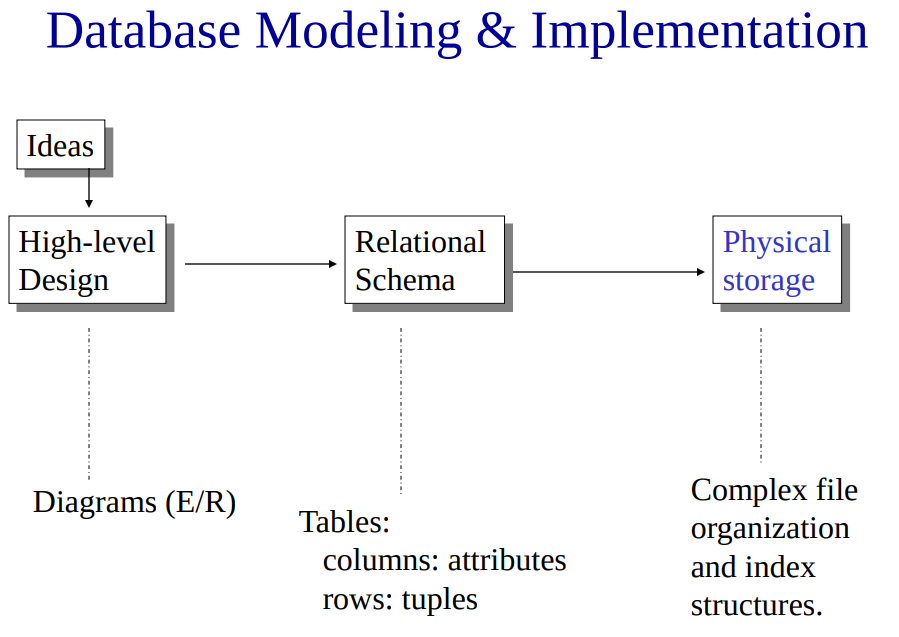 Database Modeling & Implementation
Ideas
High-level
Design
Relational
Schema
Physical
storage
Diagrams (E/R)
Tables:
columns: attributes
rows: tuples
Complex file
organization
and index
structures.